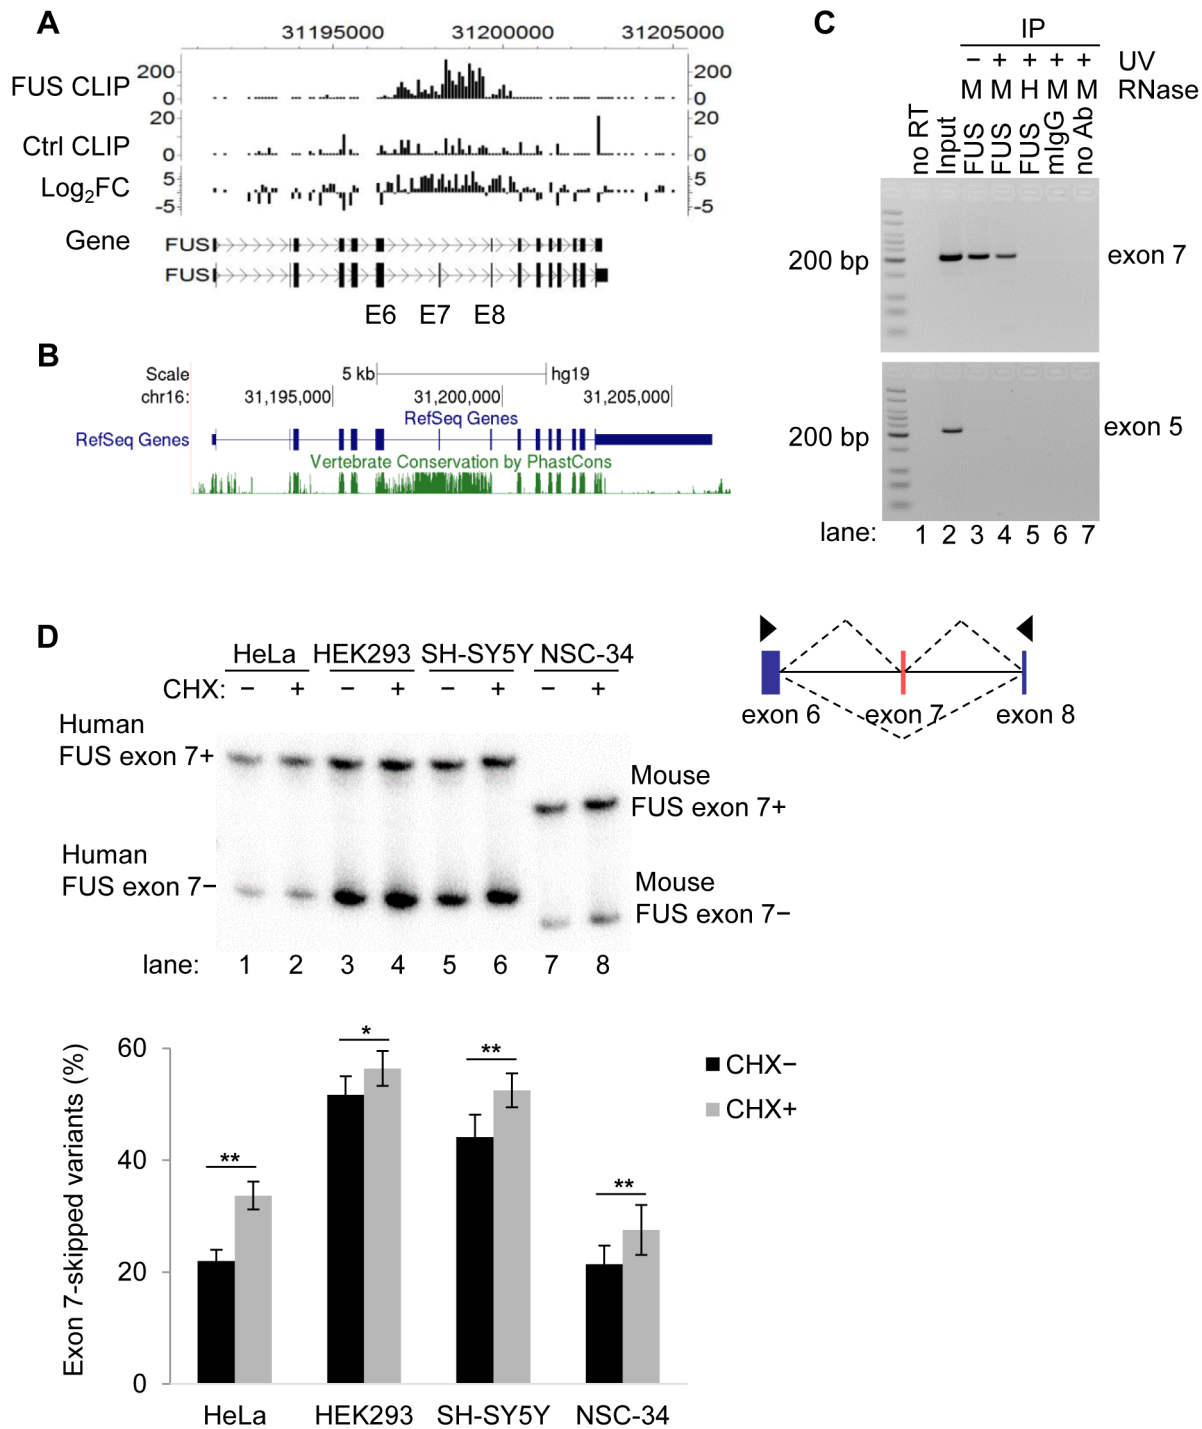 A
31195000 31200000 31205000
FUS CLIP 200 200
0 0
Ctrl CLIP 20 20
0 0
Log2FC 5 5
-5 -5
Gene FUS
FUS
E6 E7 E8
B
Scale 5 kb hg19
chr16: 31,195,000 31,200,000 31,205,000
RefSeq Genes
RefSeq Genes
Vertebrate Conservation by PhastCons
C
IP
− + + + + UV
M M H M M RNase
no RT Input FUS FUS FUS mIgG no Ab
200 bp exon 7
200 bp exon 5
lane: 1 2 3 4 5 6 7
D
HeLa HEK293 SH-SY5Y NSC-34
CHX: − + − + − + − +
Human
FUS exon 7+
Mouse
FUS exon 7+
Human
FUS exon 7−
Mouse
FUS exon 7−
lane: 1 2 3 4 5 6 7 8
exon 6 exon 7 exon 8
Exon 7-skipped variants (%)
60
40
20
0
** * ** **
CHX−
CHX+
HeLa HEK293 SH-SY5Y NSC-34